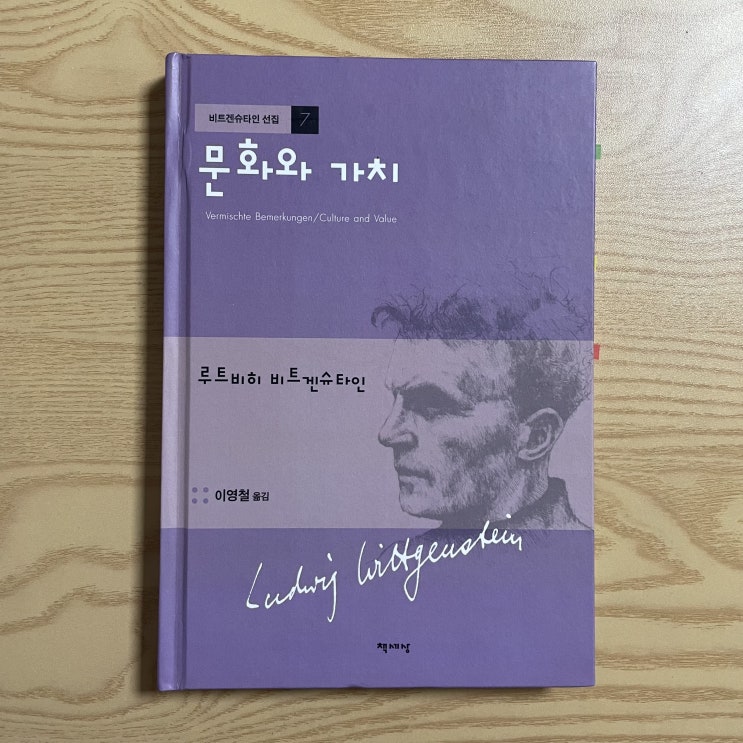 비트겐슈타인 선집 7
문화와 가치
Vermischte Bemerkungen/Culture and Value
루트비히 비트겐슈타인
이영철 옮김
Ludwig Wittgenstein
책세상